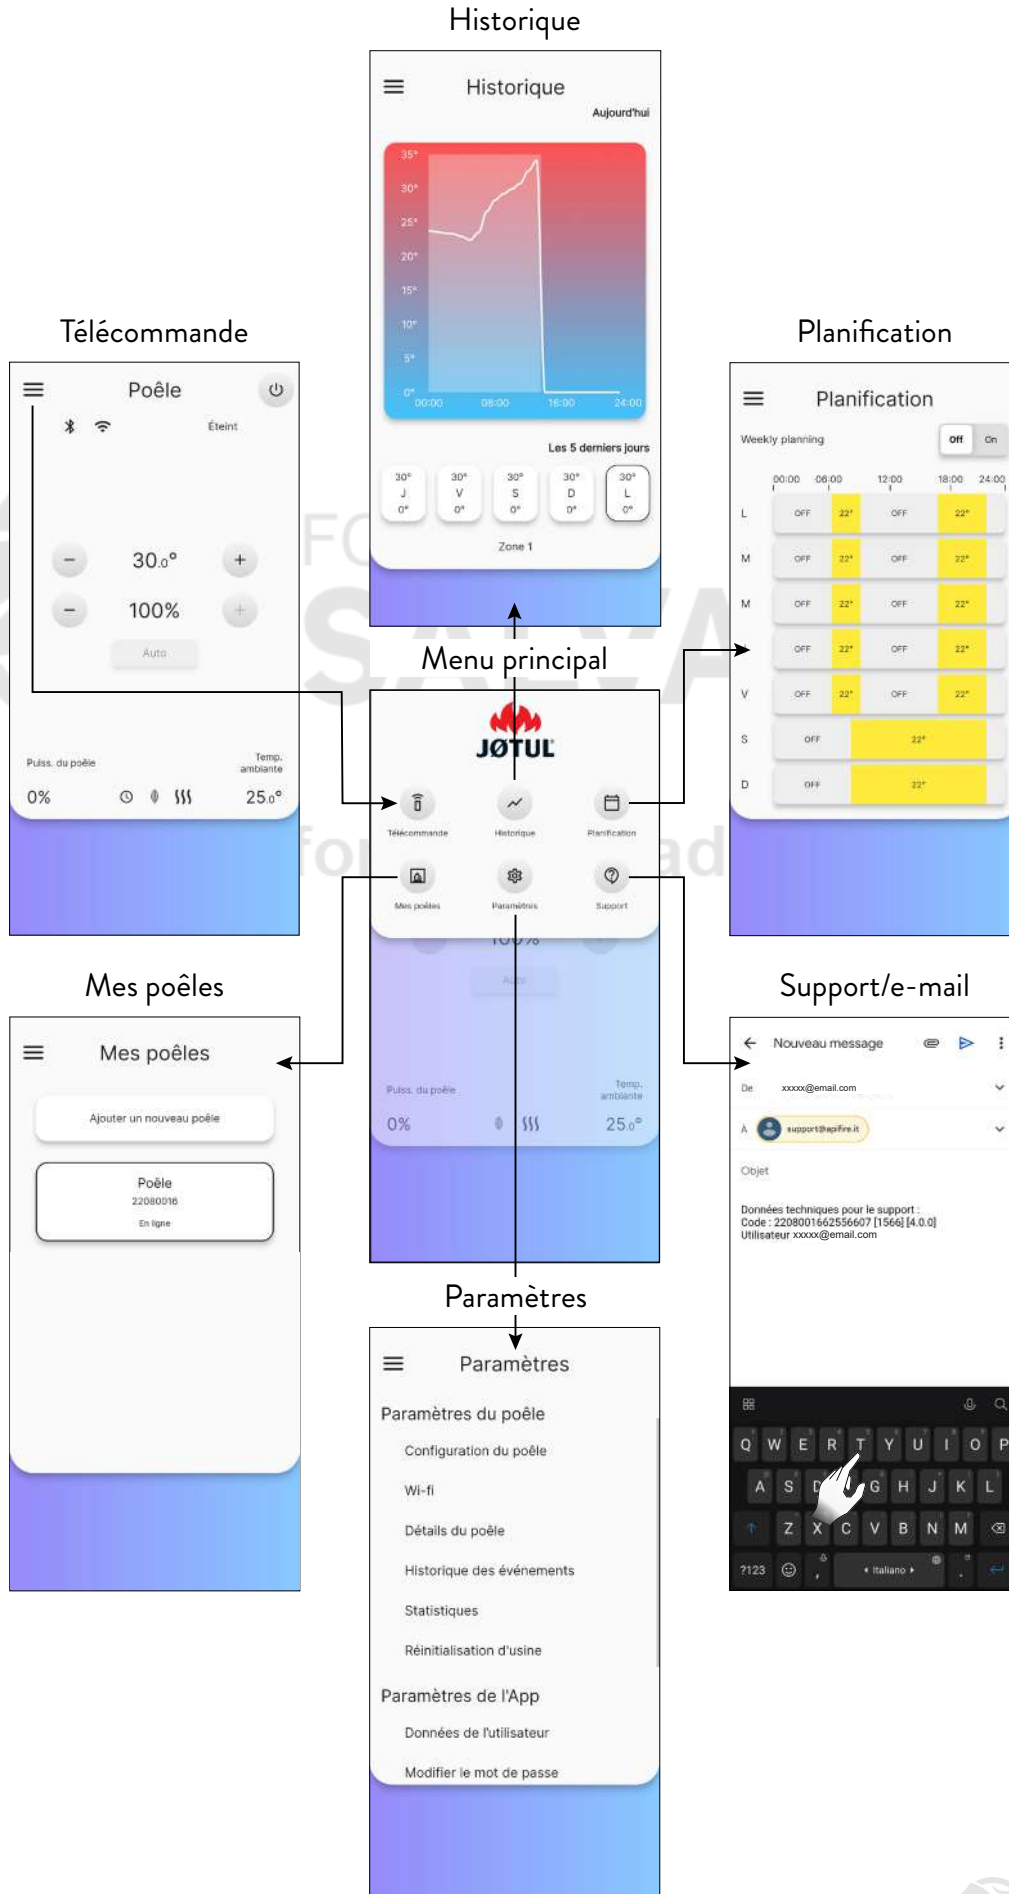 Historique
Historique
Aujourd'hui
35°
30°
25°
20°
15°
10°
5°
0°
00:00 08:00 16:00 24:00
Les 5 derniers jours
30° 30° 30° 30° 30°
J V S D L
0° 0° 0° 0° 0°
Zone 1
Télécommande
Poêle
Éteint
30.0°
100%
Auto
Puiss. du poêle
Temp.
ambiante
0% 25.0°
Planification
Planification
Weekly planning Off On
00:00 06:00 12:00 18:00 24:00
L OFF 22° OFF 22°
M OFF 22° OFF 22°
M OFF 22° OFF 22°
OFF 22° OFF 22°
V OFF 22° OFF 22°
S OFF 22°
D OFF 22°
Menu principal
JØTUL
Télécommande Historique Planification
Mes poêles Paramètres Support
100%
Auto
Puiss. du poêle
Temp.
ambiante
0% 25.0°
Mes poêles
Mes poêles
Ajouter un nouveau poêle
Poêle
22080016
En ligne
Support/e-mail
Nouveau message
De xxxxx@email.com
À support@apifire.it
Objet
Données techniques pour le support :
Code : 2208001662556607 [1566] [4.0.0]
Utilisateur xxxxx@email.com
Q W E R T Y U I O P
A S D G H J K L
Z X C V B N M
?123 , Italiano .
Paramètres
Paramètres
Paramètres du poêle
Configuration du poêle
Wi-fi
Détails du poêle
Historique des événements
Statistiques
Réinitialisation d'usine
Paramètres de l'App
Données de l'utilisateur
Modifier le mot de passe